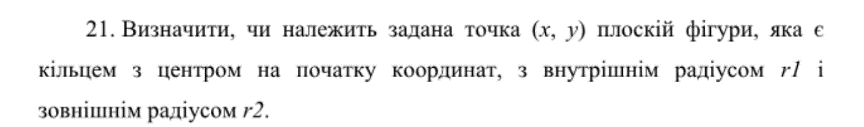 21. Визначити, чи належить задана точка (x, y) плоскій фігури, яка є
кільцем з центром на початку координат, з внутрішнім радіусом r1 і
зовнішнім радіусом r2.